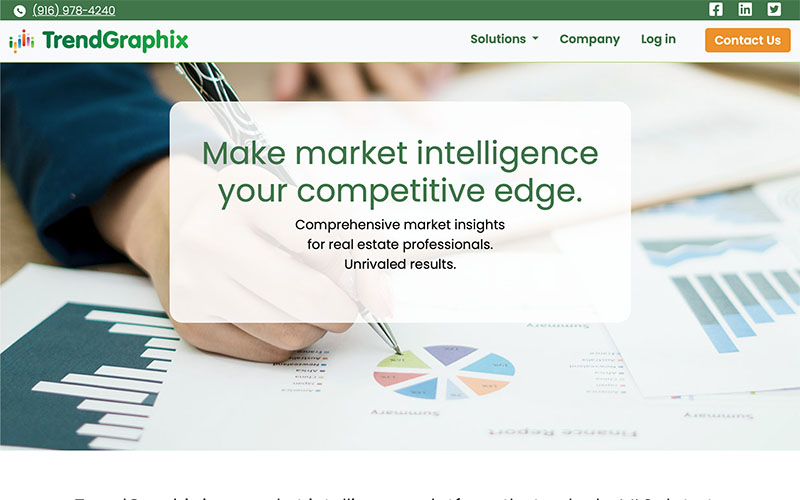 (916) 978-4240
TrendGraphix
Solutions
Company
Log in
Contact Us
Make market intelligence
your competitive edge.
Comprehensive market insights
for real estate professionals.
Unrivaled results.
Summary
Summary
Summary
Finance Report